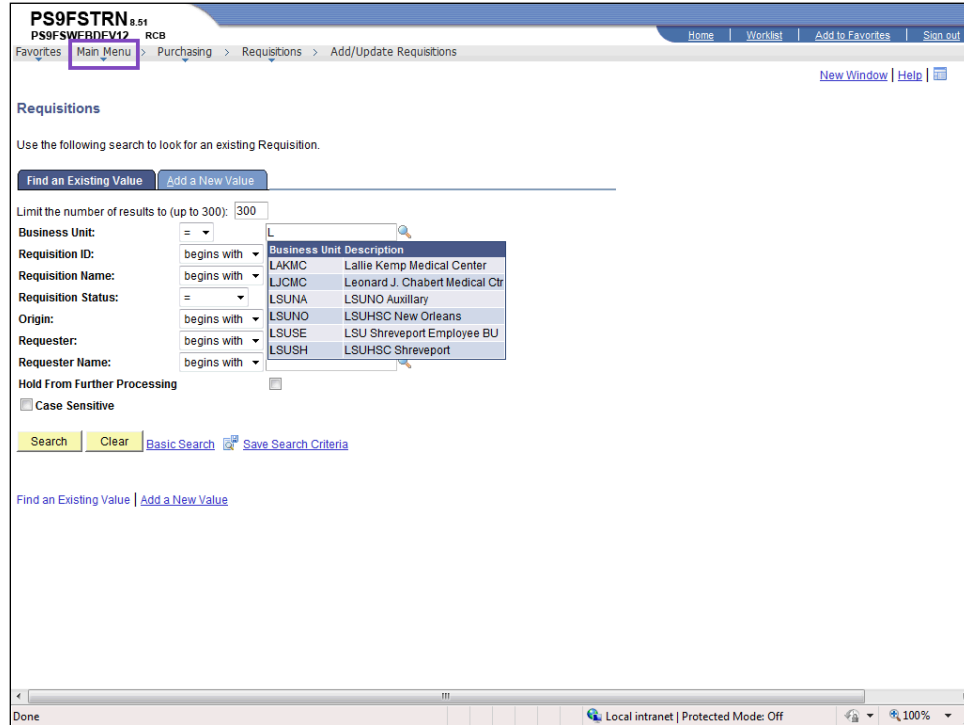 PS9FSTRN 8.51
PS9FSWEBDEV12 RCB
Home | Worklist | Add to Favorites | Sign out
Favorites Main Menu > Purchasing > Requisitions > Add/Update Requisitions
New Window | Help |
Requisitions
Use the following search to look for an existing Requisition.
Find an Existing Value Add a New Value
Limit the number of results to (up to 300): 300
Business Unit: = L
Business Unit Description
Requisition ID: begins with
LAKMC Lallie Kemp Medical Center
Requisition Name: begins with
LJCMC Leonard J. Chabert Medical Ctr
Requisition Status: =
LSUNA LSUNO Auxillary
Origin: begins with
LSUNO LSUHSC New Orleans
Requester: begins with
LSUSE LSU Shreveport Employee BU
LSUSH LSUHSC Shreveport
Requester Name: begins with
Hold From Further Processing
Case Sensitive
Search Clear Basic Search Save Search Criteria
Find an Existing Value | Add a New Value
Done Local intranet | Protected Mode: Off 100%